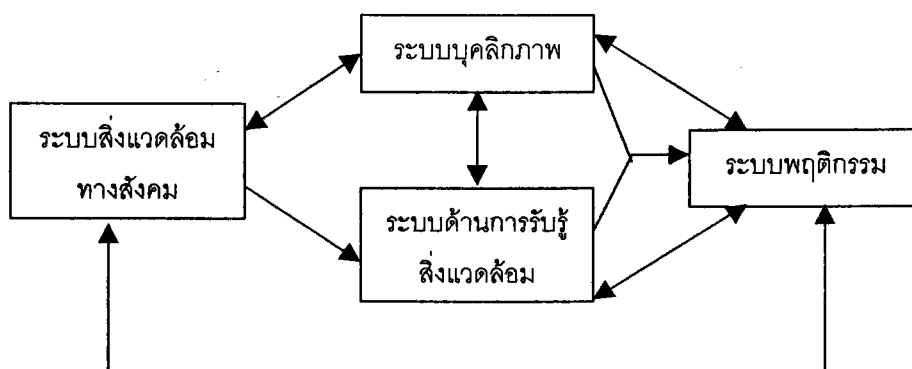 ระบบบุคลิกภาพ
ระบบสิ่งแวดล้อม
ทางสังคม
ระบบพฤติกรรม
ระบบด้านการรับรู้
สิ่งแวดล้อม